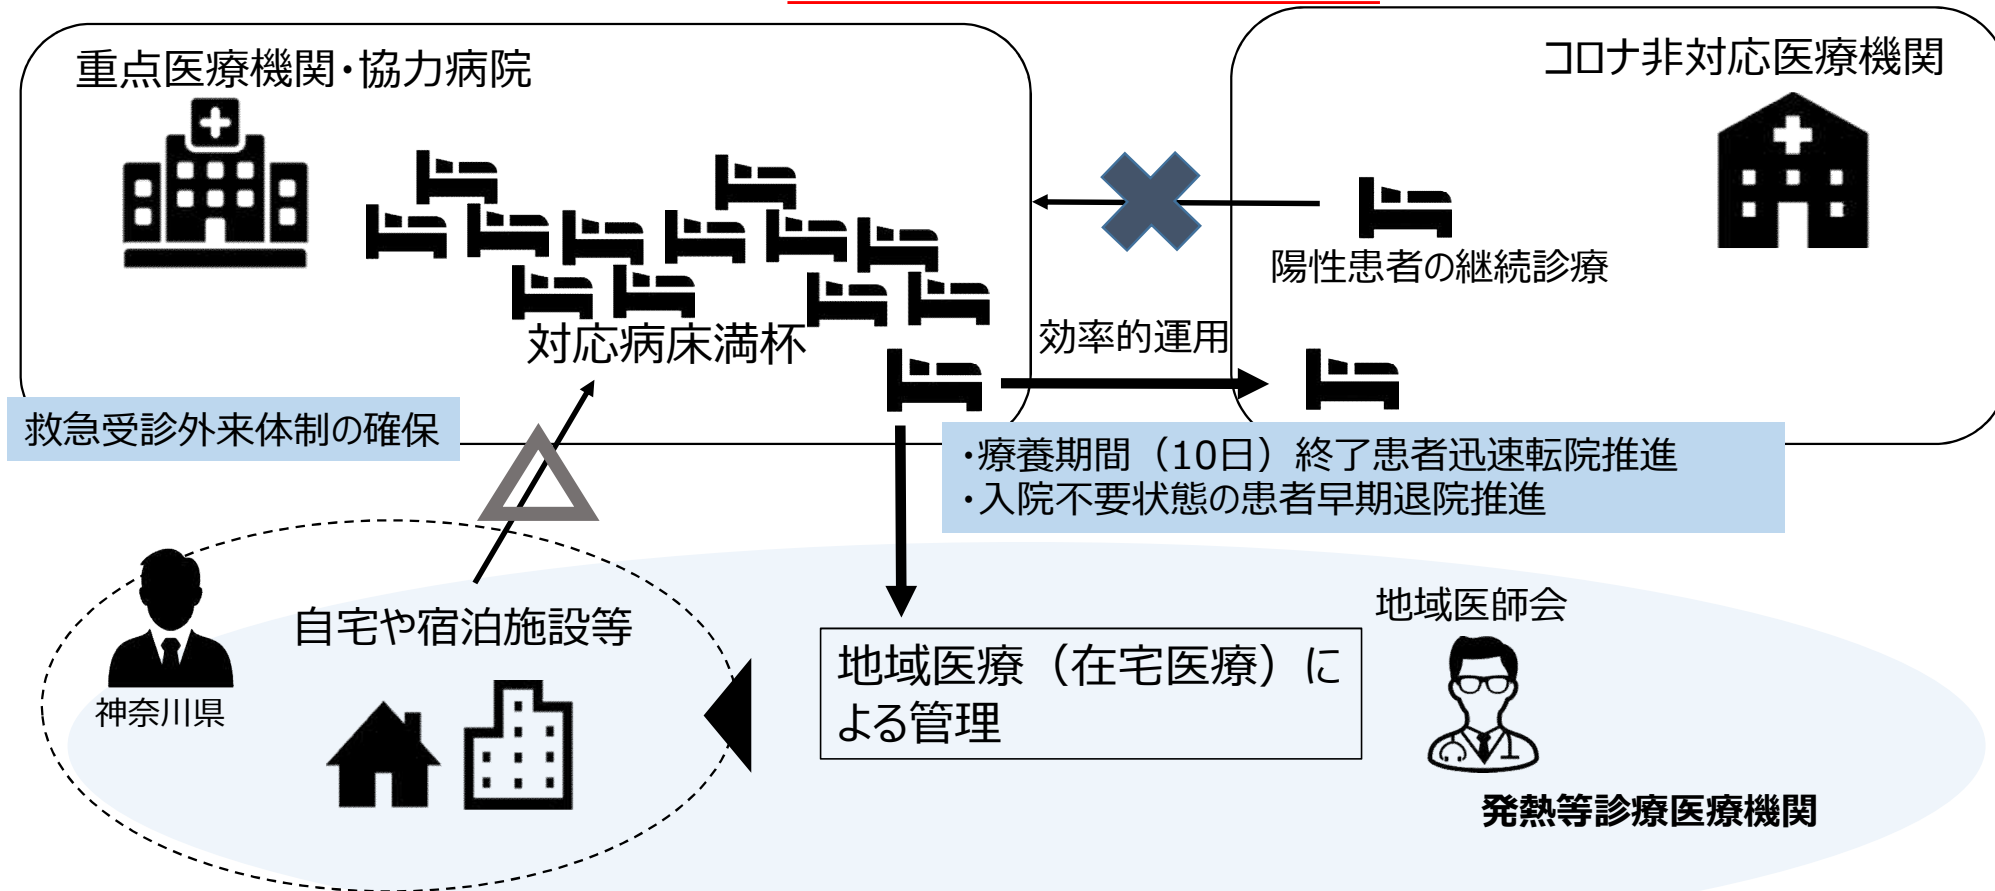 重点医療機関・協力病院
コロナ非対応医療機関
陽性患者の継続診療
対応病床満杯
効率的運用
救急受診外来体制の確保
・療養期間（10日）終了患者迅速転院推進
・入院不要状態の患者早期退院推進
神奈川県
自宅や宿泊施設等
地域医療（在宅医療）に
よる管理
地域医師会
発熱等診療医療機関